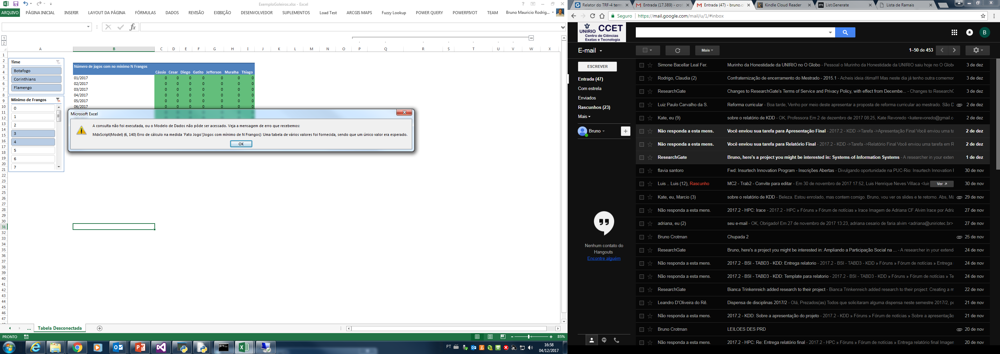 ExemploGoleiros.xlsx - Excel
ARQUIVO PÁGINA INICIAL INSERIR LAYOUT DA PÁGINA FÓRMULAS DADOS REVISÃO EXIBIÇÃO DESENVOLVEDOR SUPLEMENTOS Load Test ARCGIS MAPS Fuzzy Lookup POWER QUERY POWERPIVOT TEAM Bruno Mauricio Rodrig...
fx
1
2
A B C D E F G H I J K L M N O P Q R S T U V W X
Time
Botafogo
Corinthians
Flamengo
Mínimo de Frangos
0
1
2
3
4
5
6
7
Número de jogos com no mínimo N Frangos
Cássio Cesar Diego Gatito Jefferson Muralha Thiago
01/2017 0 0 0 0 0 0 0
02/2017 0 0 0 0 0 0 0
03/2017 0 0 0 0 0 0 0
04/2017 0 0 0 0 0 0 0
05/2017 0 0 0 0 0 0 0
06/2017 0 0 0 0 0 0 0
Microsoft Excel
A consulta não foi executada, ou o Modelo de Dados não pôde ser acessado. Veja a mensagem de erro que recebemos:
MdxScript(Model) (6, 140) Erro de cálculo na medida 'Fato Jogo'[Jogos com mínimo de N Frangos]: Uma tabela de vários valores foi fornecida, sendo que um único valor era esperado.
OK
1
2
3
4
5
6
7
8
9
10
11
12
13
14
15
16
17
18
19
20
21
22
23
24
25
26
27
28
29
30
31
32
33
34
35
36
37
38
39
40
41
42
43
44
45
46
47
... Tabela Desconectada
PRONTO 85%
PT 16:58
04/12/2017
Relator do TRF-4 term Entrada (17.389) - crot Entrada (47) - bruno.c Kindle Cloud Reader List.Generate Lista de Ramais
Seguro https://mail.google.com/mail/u/1/#inbox
UNIRIO CCET
Centro de Ciências
Exatas e Tecnologia
B
E-mail Mais 1–50 de 453
ESCREVER
Entrada (47)
Com estrela
Enviados
Rascunhos (23)
Mais
Bruno
Nenhum contato do
Hangouts
Encontre alguém
Simone Bacellar Leal Fer. Murinho da Honestidade da UNIRIO no O Globo - Pessoal o Murinho da Honestidade da UNIRIO saiu hoje no O Globo 3 de dez
Rodrigo, Claudia (2) Confraternização de encerramento do Mestrado - 2015.1 - Acheis ideia ótima!!! Mas neste dia já tenho outra comemor 3 de dez
ResearchGate Changes to ResearchGate's Terms of Service and Privacy Policy, with effect from Decembe... - Changes to ResearchG 3 de dez
Luiz Paulo Carvalho da S. Reforma curricular - Boa tarde, Venho por meio deste apresentar a proposta de reforma curricular ao mestrado. São D 2 de dez
Kate, eu (9) sobre o relatório de KDD - OK, Professora Em 2 de dezembro de 2017 08:25, Kate Revoredo <katerevoredo@gmail.c 2 de dez
Não responda a esta mens. Você enviou sua tarefa para Apresentação Final - 2017.2 - KDD ->Tarefa ->Apresentação Final Você enviou uma ta 2 de dez
Não responda a esta mens. Você enviou sua tarefa para Relatório Final - 2017.2 - KDD ->Tarefa ->Relatório Final Você enviou uma tarefa em R 2 de dez
ResearchGate Bruno, here's a project you might be interested in: Systems-of-Information Systems - A researcher in your exten 1 de dez
flavia santoro Fwd: Insurtech Innovation Program - Inscrições Abertas - Divulgando oportunidade na PUC-Rio: Insurtech Innovation 30 de nov
Luis .. Luis (12), Rascunho MC2 - Trab2 - Convite para editar - Em 30 de novembro de 2017 17:52, Luis Henrique Neves Villaca <luis Ver 30 de nov
Kate, eu, Marcio (3) sobre o relatório de KDD - Beleza. Estou enrolado, mas contem comigo. Bruno, vou ver os slides e te retorno. Abs, Má 29 de nov
Não responda a esta mens. 2017.2 - HPC: Irace - 2017.2 - HPC » Fóruns » Fórum de notícias » Irace Imagem de Adriana CF Alvim Irace por Adria 27 de nov
adriana, eu (2) seu e-mail - OK, Obrigado! Em 27 de novembro de 2017 13:23, adriana cesario de faria alvim <adriana@uniriotec.br> 27 de nov
Bruno Crotman Chupada 2 25 de nov
ResearchGate Bruno, here's a project you might be interested in: Ampliando a Participação Social na ... - A researcher in your extend 24 de nov
Não responda a esta mens. 2017.2 - BSI - TABD3 - KDD: Entrega relatorio - 2017.2 - BSI - TABD3 - KDD » Fóruns » Fórum de notícias » Entrega 24 de nov
Não responda a esta mens. 2017.2 - BSI - TABD3 - KDD: Template para relatorio - 2017.2 - BSI - TABD3 - KDD » Fóruns » Fórum de notícias » Te 24 de nov
ResearchGate Bianca Trinkenreich added research to their project - Bianca Trinkenreich added research to their project: Creating a m 22 de nov
Leandro D'Oliveira do Rê. Dispensa de disciplinas 2017/2 - Olá, Prezados(as) Todos que solicitaram alguma dispensa neste semestre 2017/2, po 21 de nov
Não responda a esta mens. 2017.2 - KDD: Sobre a apresentação do projeto - 2017.2 - KDD » Fóruns » Fórum de notícias » Sobre a apresentação 21 de nov
Bruno Crotman LEILOES DES PRD 20 de nov
Não responda a esta mens. 2017.2 - HPC: Re: Entrega relatório final - 2017.2 - HPC » Fóruns » Fórum de notícias » Entrega relatório final Imagem 20 de nov